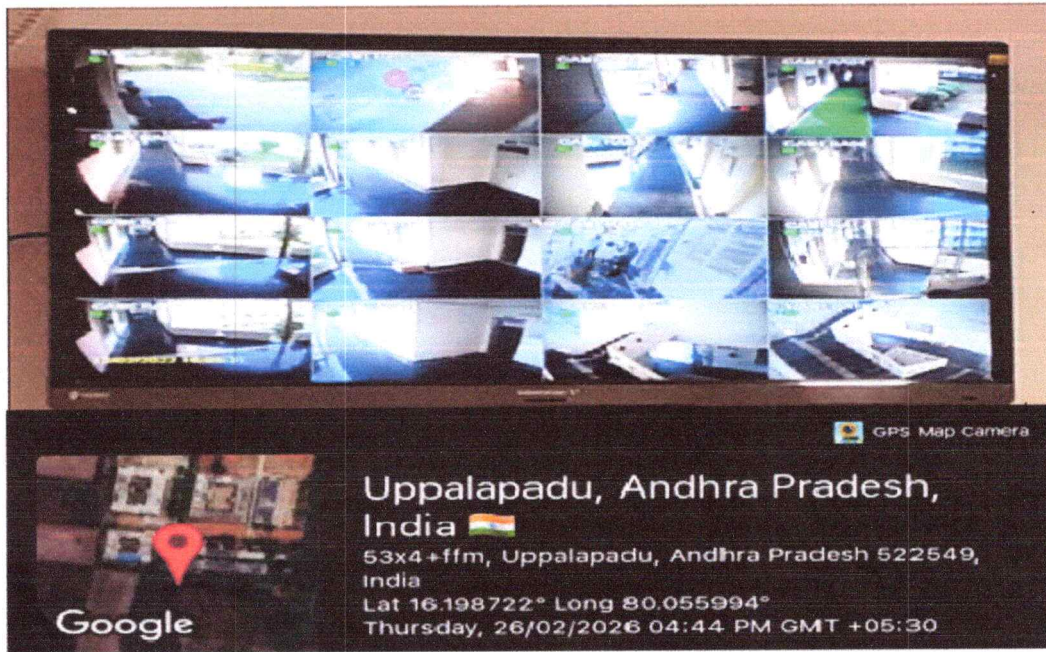 GPS Map Camera
Uppalapadu, Andhra Pradesh,
India
53x4+ffm, Uppalapadu, Andhra Pradesh 522549,
India
Lat 16.198722° Long 80.055994°
Thursday, 26/02/2026 04:44 PM GMT +05:30
Google